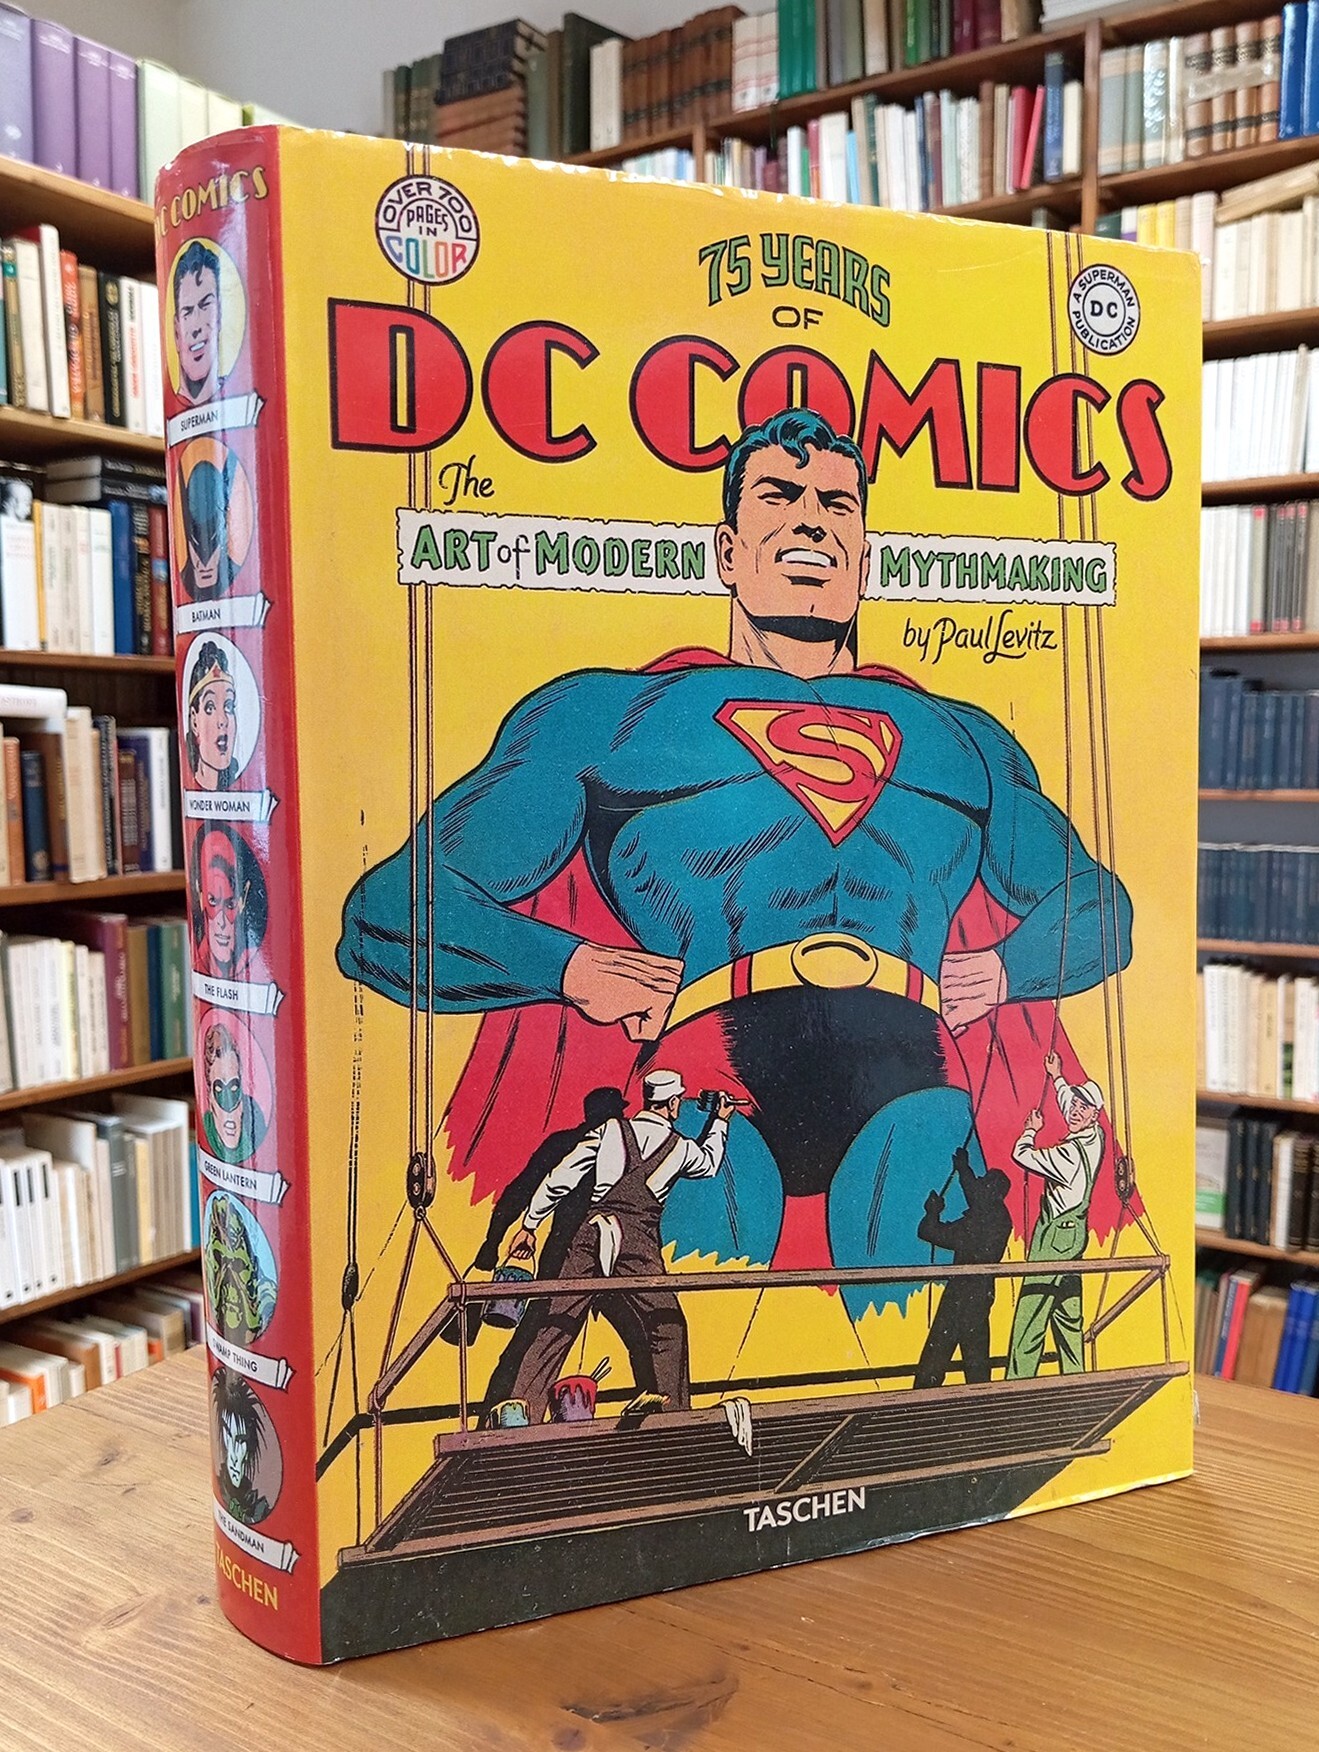 DC COMICS
SUPERMAN
BATMAN
WONDER WOMAN
THE FLASH
GREEN LANTERN
SWAMP THING
THE SANDMAN
TASCHEN
OVER 700
PAGES
IN
COLOR
75 YEARS
OF
DC COMICS
The
ART of MODERN MYTHMAKING
by Paul Levitz
A SUPERMAN
DC
PUBLICATION
S
TASCHEN